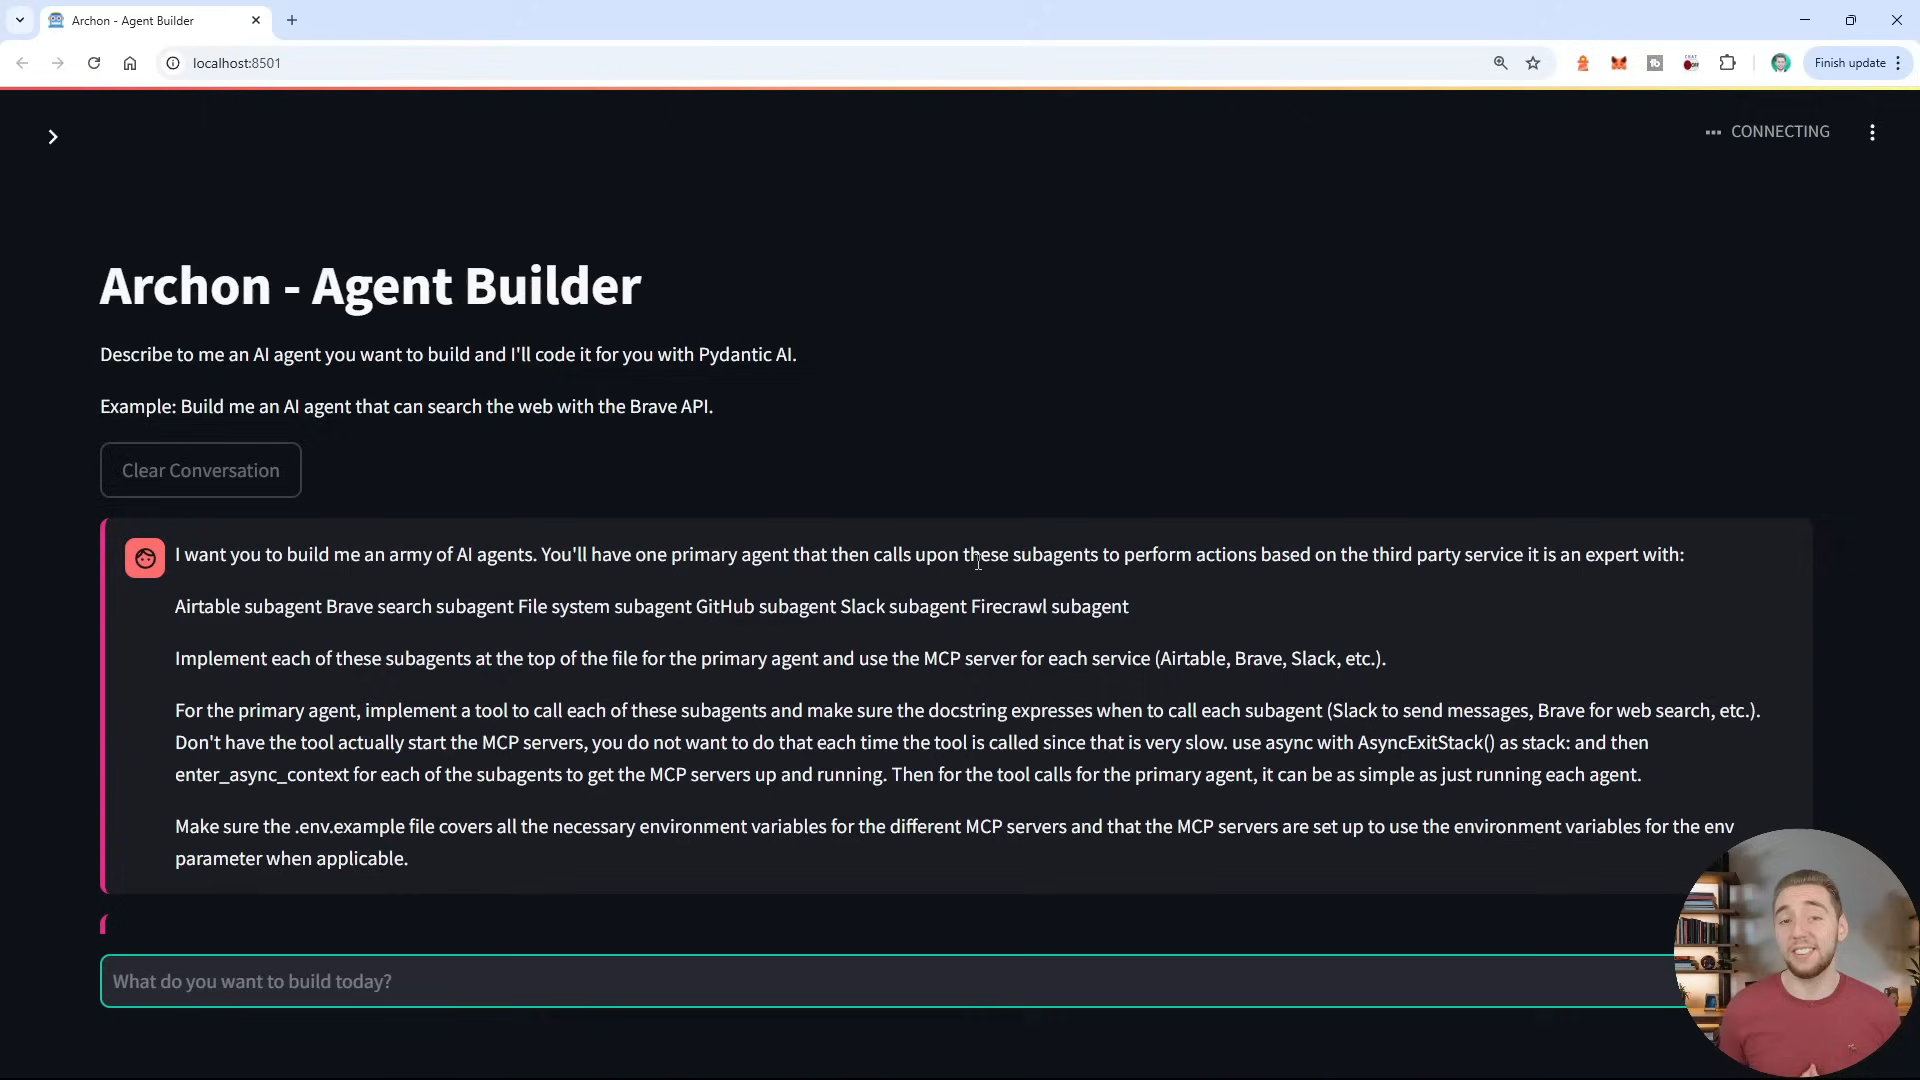 Archon - Agent Builder
localhost:8501
Finish update
CONNECTING
Archon - Agent Builder
Describe to me an AI agent you want to build and I'll code it for you with Pydantic AI.
Example: Build me an AI agent that can search the web with the Brave API.
Clear Conversation
I want you to build me an army of AI agents. You'll have one primary agent that then calls upon these subagents to perform actions based on the third party service it is an expert with:
Airtable subagent Brave search subagent File system subagent GitHub subagent Slack subagent Firecrawl subagent
Implement each of these subagents at the top of the file for the primary agent and use the MCP server for each service (Airtable, Brave, Slack, etc.).
For the primary agent, implement a tool to call each of these subagents and make sure the docstring expresses when to call each subagent (Slack to send messages, Brave for web search, etc.).
Don't have the tool actually start the MCP servers, you do not want to do that each time the tool is called since that is very slow. use async with AsyncExitStack() as stack: and then
enter_async_context for each of the subagents to get the MCP servers up and running. Then for the tool calls for the primary agent, it can be as simple as just running each agent.
Make sure the .env.example file covers all the necessary environment variables for the different MCP servers and that the MCP servers are set up to use the environment variables for the env
parameter when applicable.
What do you want to build today?